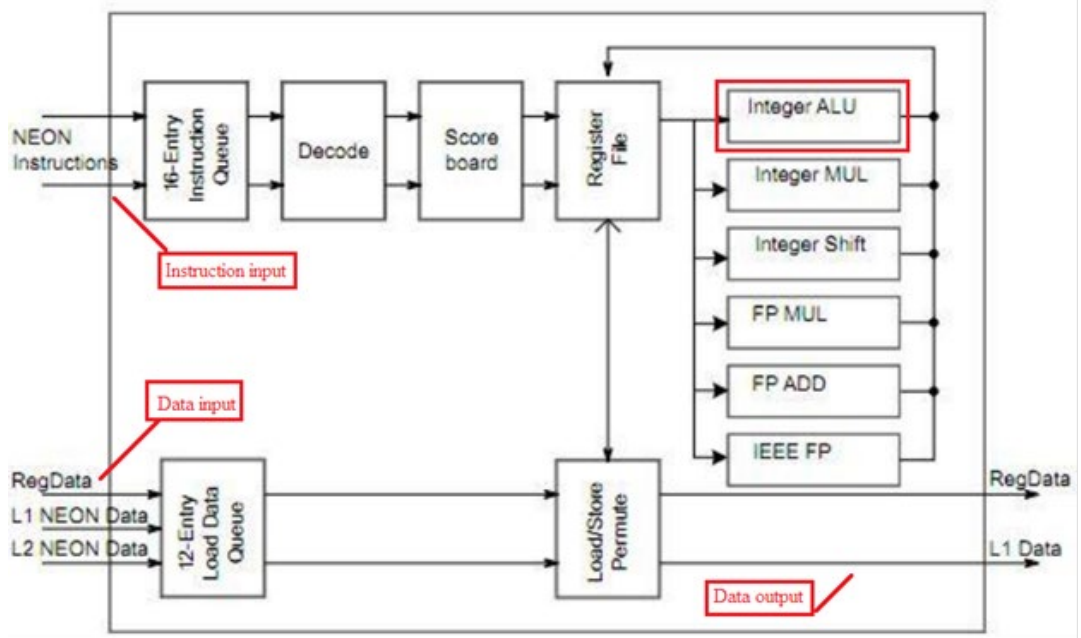 NEON
Instructions
16-Entry
Instruction
Queue
Decode
Score
board
Register
File
Integer ALU
Integer MUL
Integer Shift
FP MUL
FP ADD
IEEE FP
Instruction input
Data input
RegData
L1 NEON Data
L2 NEON Data
12-Entry
Load Data
Queue
Load/Store
Permute
RegData
L1 Data
Data output